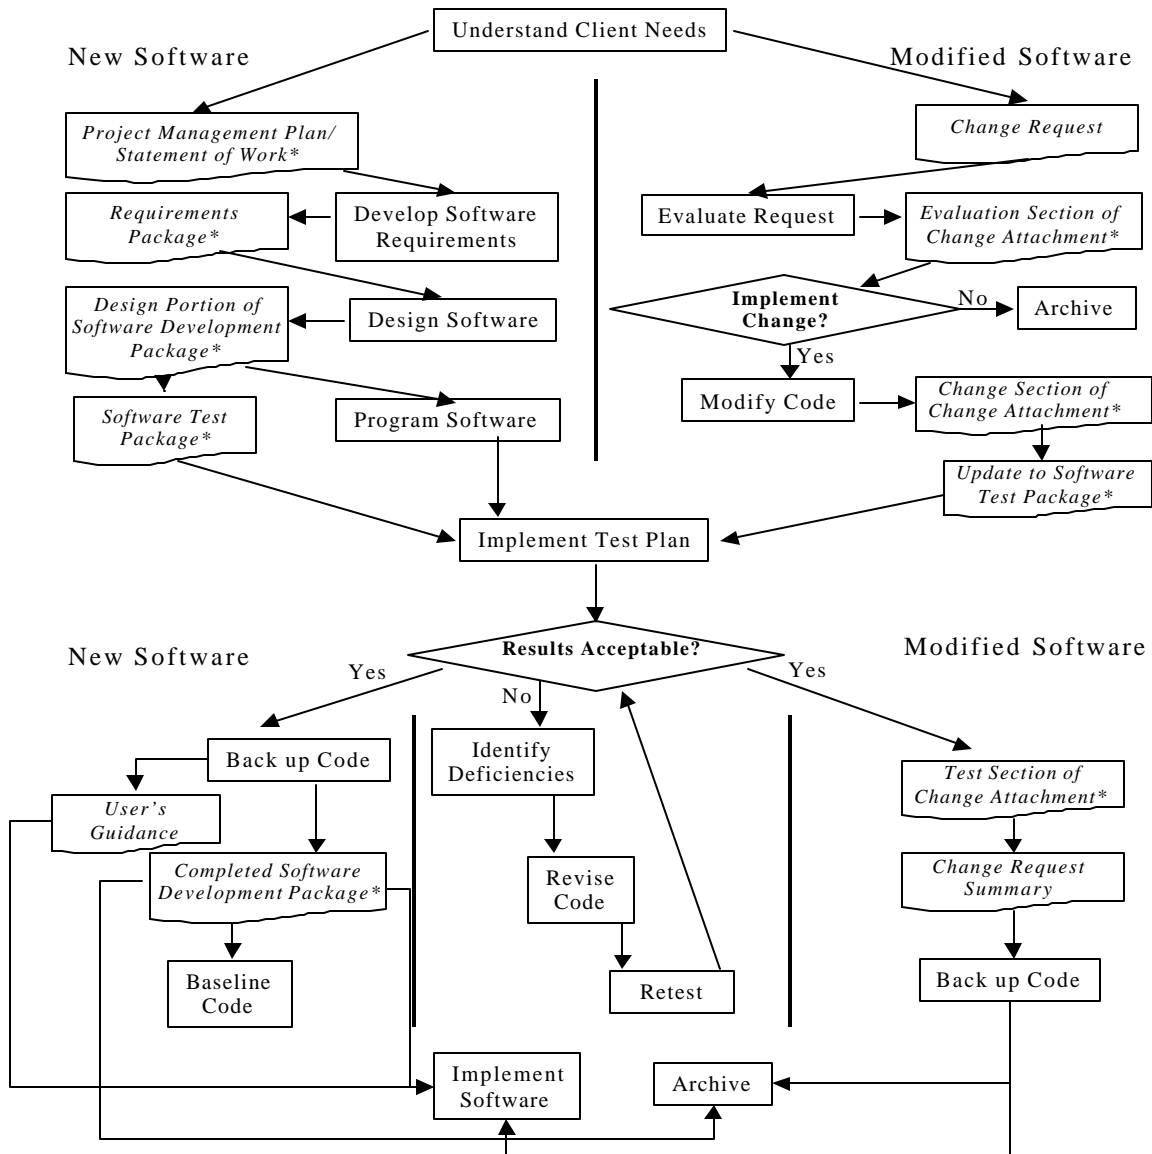 Understand Client Needs
New Software
Modified Software
Project Management Plan/
Statement of Work*
Change Request
Requirements
Package*
Develop Software
Requirements
Evaluate Request
Evaluation Section of
Change Attachment*
Design Portion of
Software Development
Package*
Design Software
Implement
Change?
No
Archive
Yes
Software Test
Package*
Program Software
Modify Code
Change Section of
Change Attachment*
Update to Software
Test Package*
Implement Test Plan
New Software
Results Acceptable?
Modified Software
Yes
No
Yes
Back up Code
Identify
Deficiencies
Test Section of
Change Attachment*
User's
Guidance
Completed Software
Development Package*
Revise
Code
Change Request
Summary
Baseline
Code
Retest
Back up Code
Implement
Software
Archive